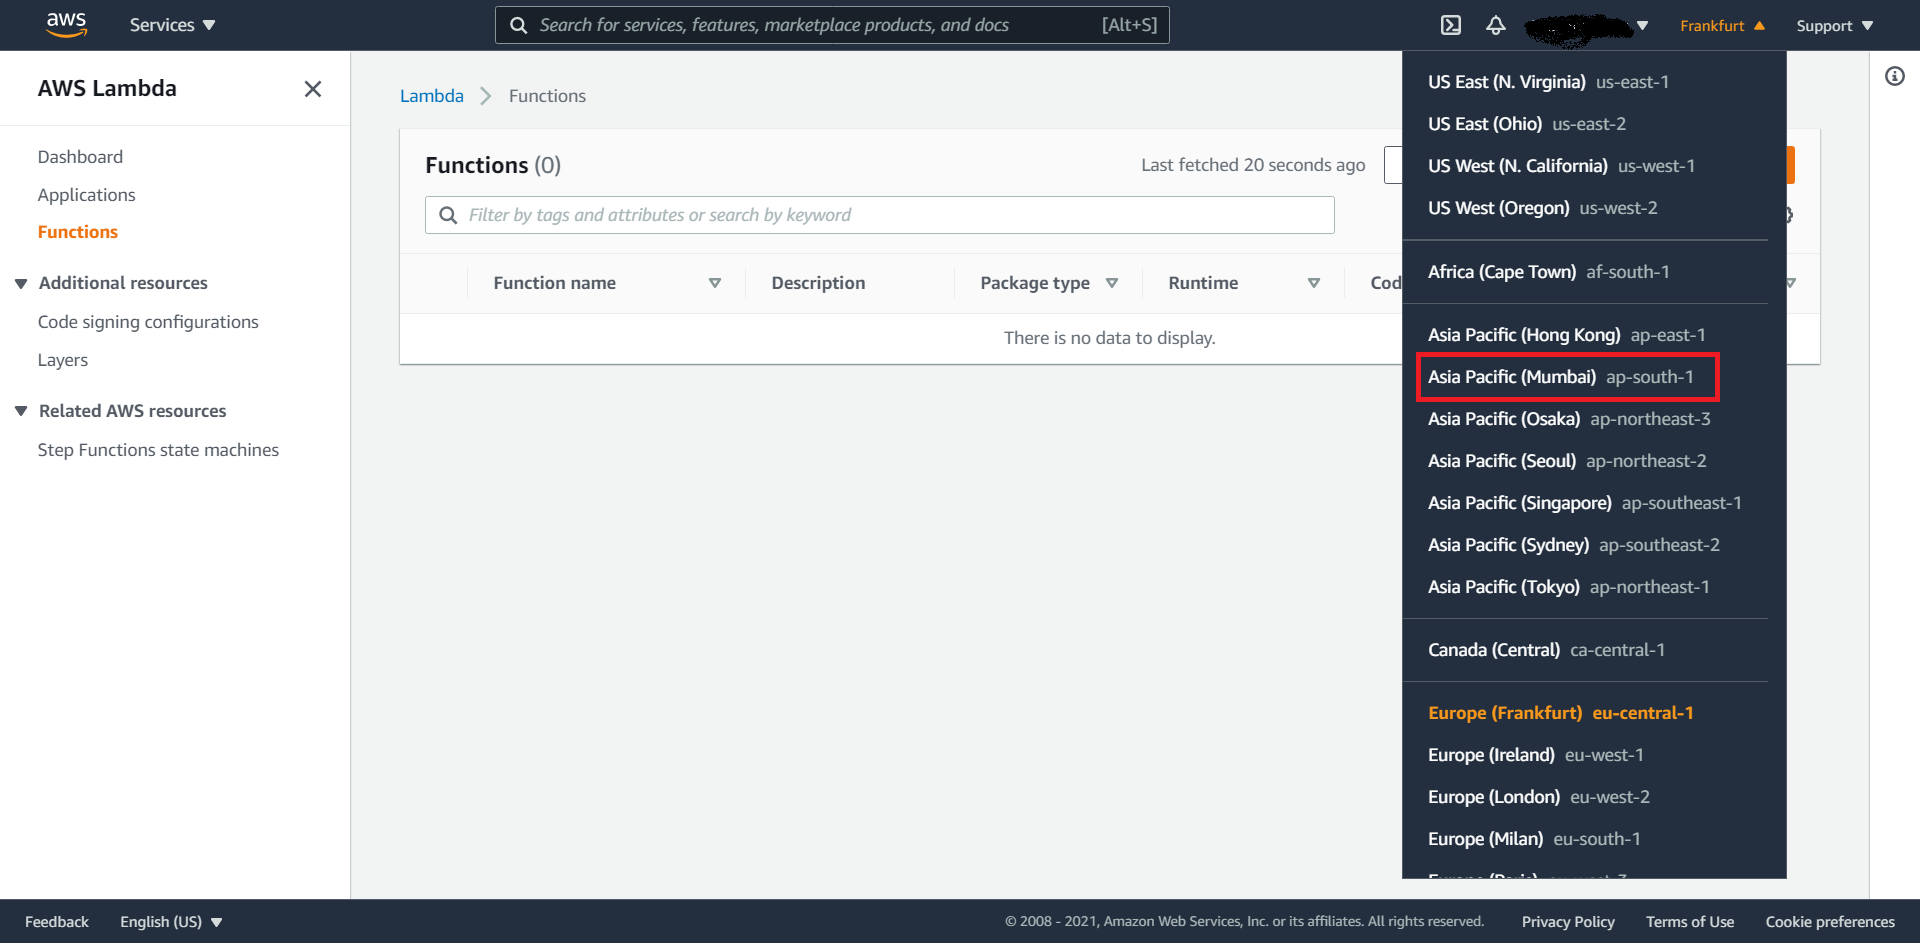 aws
Services
Search for services, features, marketplace products, and docs [Alt+S]
Frankfurt
Support
AWS Lambda
Dashboard
Applications
Functions
Additional resources
Code signing configurations
Layers
Related AWS resources
Step Functions state machines
Lambda > Functions
Functions (0)
Last fetched 20 seconds ago
Filter by tags and attributes or search by keyword
Function name Description Package type Runtime Cod
There is no data to display.
US East (N. Virginia) us-east-1
US East (Ohio) us-east-2
US West (N. California) us-west-1
US West (Oregon) us-west-2
Africa (Cape Town) af-south-1
Asia Pacific (Hong Kong) ap-east-1
Asia Pacific (Mumbai) ap-south-1
Asia Pacific (Osaka) ap-northeast-3
Asia Pacific (Seoul) ap-northeast-2
Asia Pacific (Singapore) ap-southeast-1
Asia Pacific (Sydney) ap-southeast-2
Asia Pacific (Tokyo) ap-northeast-1
Canada (Central) ca-central-1
Europe (Frankfurt) eu-central-1
Europe (Ireland) eu-west-1
Europe (London) eu-west-2
Europe (Milan) eu-south-1
Feedback
English (US)
© 2008 - 2021, Amazon Web Services, Inc. or its affiliates. All rights reserved.
Privacy Policy
Terms of Use
Cookie preferences